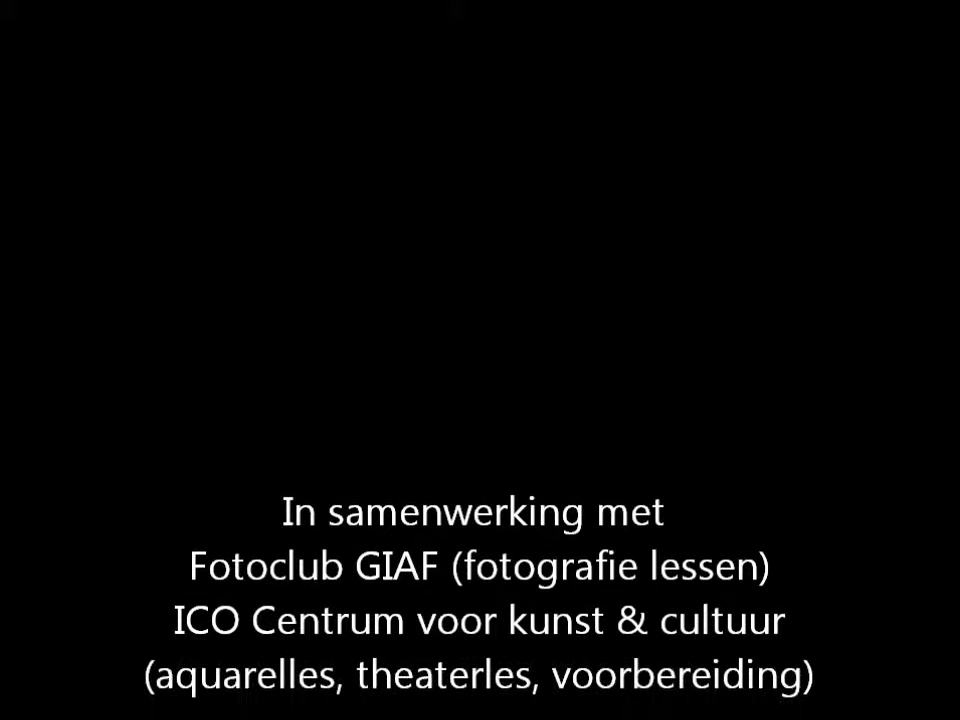 In samenwerking met
Fotoclub GIAF (fotografie lessen)
ICO Centrum voor kunst & cultuur
(aquarelles, theaterles, voorbereiding)